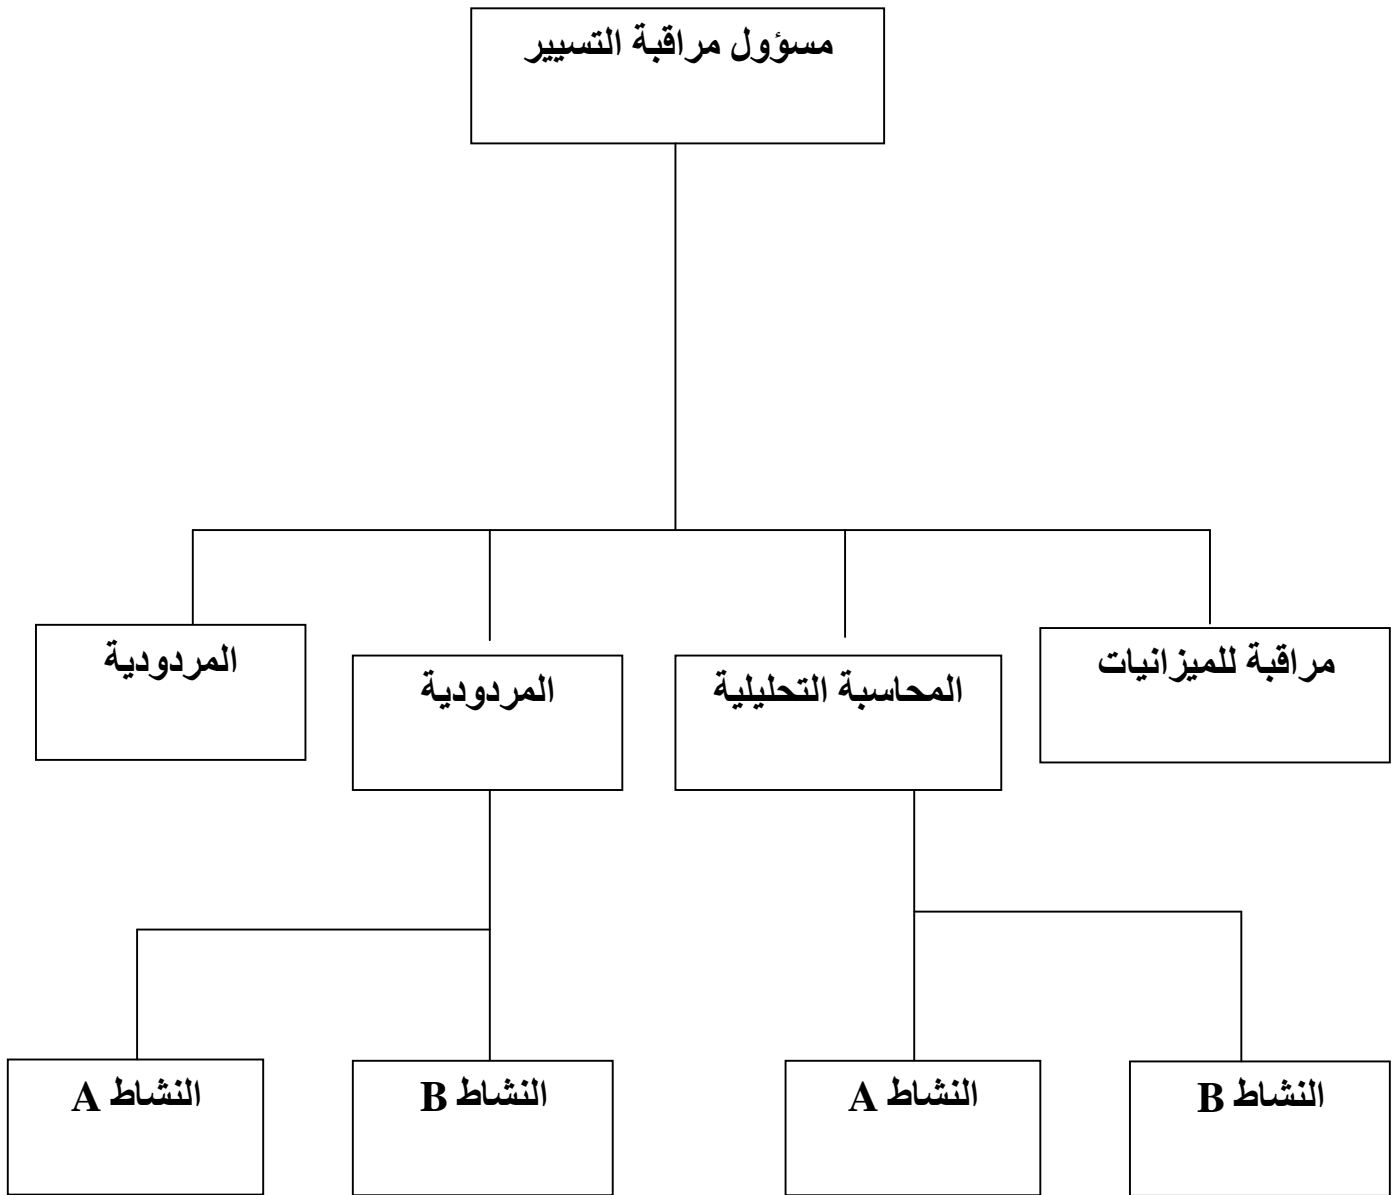 مسؤول مراقبة التسيير
مراقبة للميزانيات
المحاسبة التحليلية
المردودية
المردودية
النشاط B
النشاط A
النشاط B
النشاط A